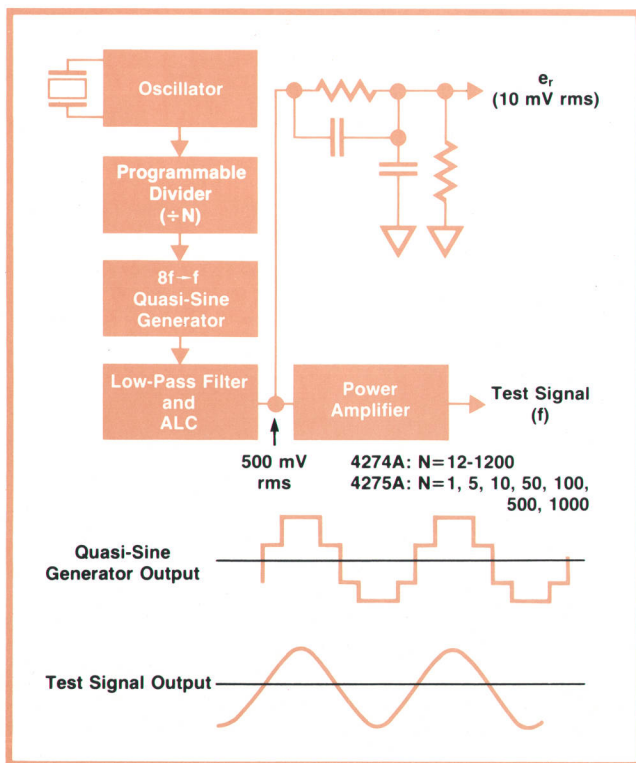 Oscillator
Programmable
Divider
(÷N)
8f→f
Quasi-Sine
Generator
Low-Pass Filter
and
ALC
eᵣ
(10 mV rms)
Power
Amplifier
Test Signal
(f)
500 mV
rms
4274A: N=12-1200
4275A: N=1, 5, 10, 50, 100,
500, 1000
Quasi-Sine
Generator Output
Test Signal Output